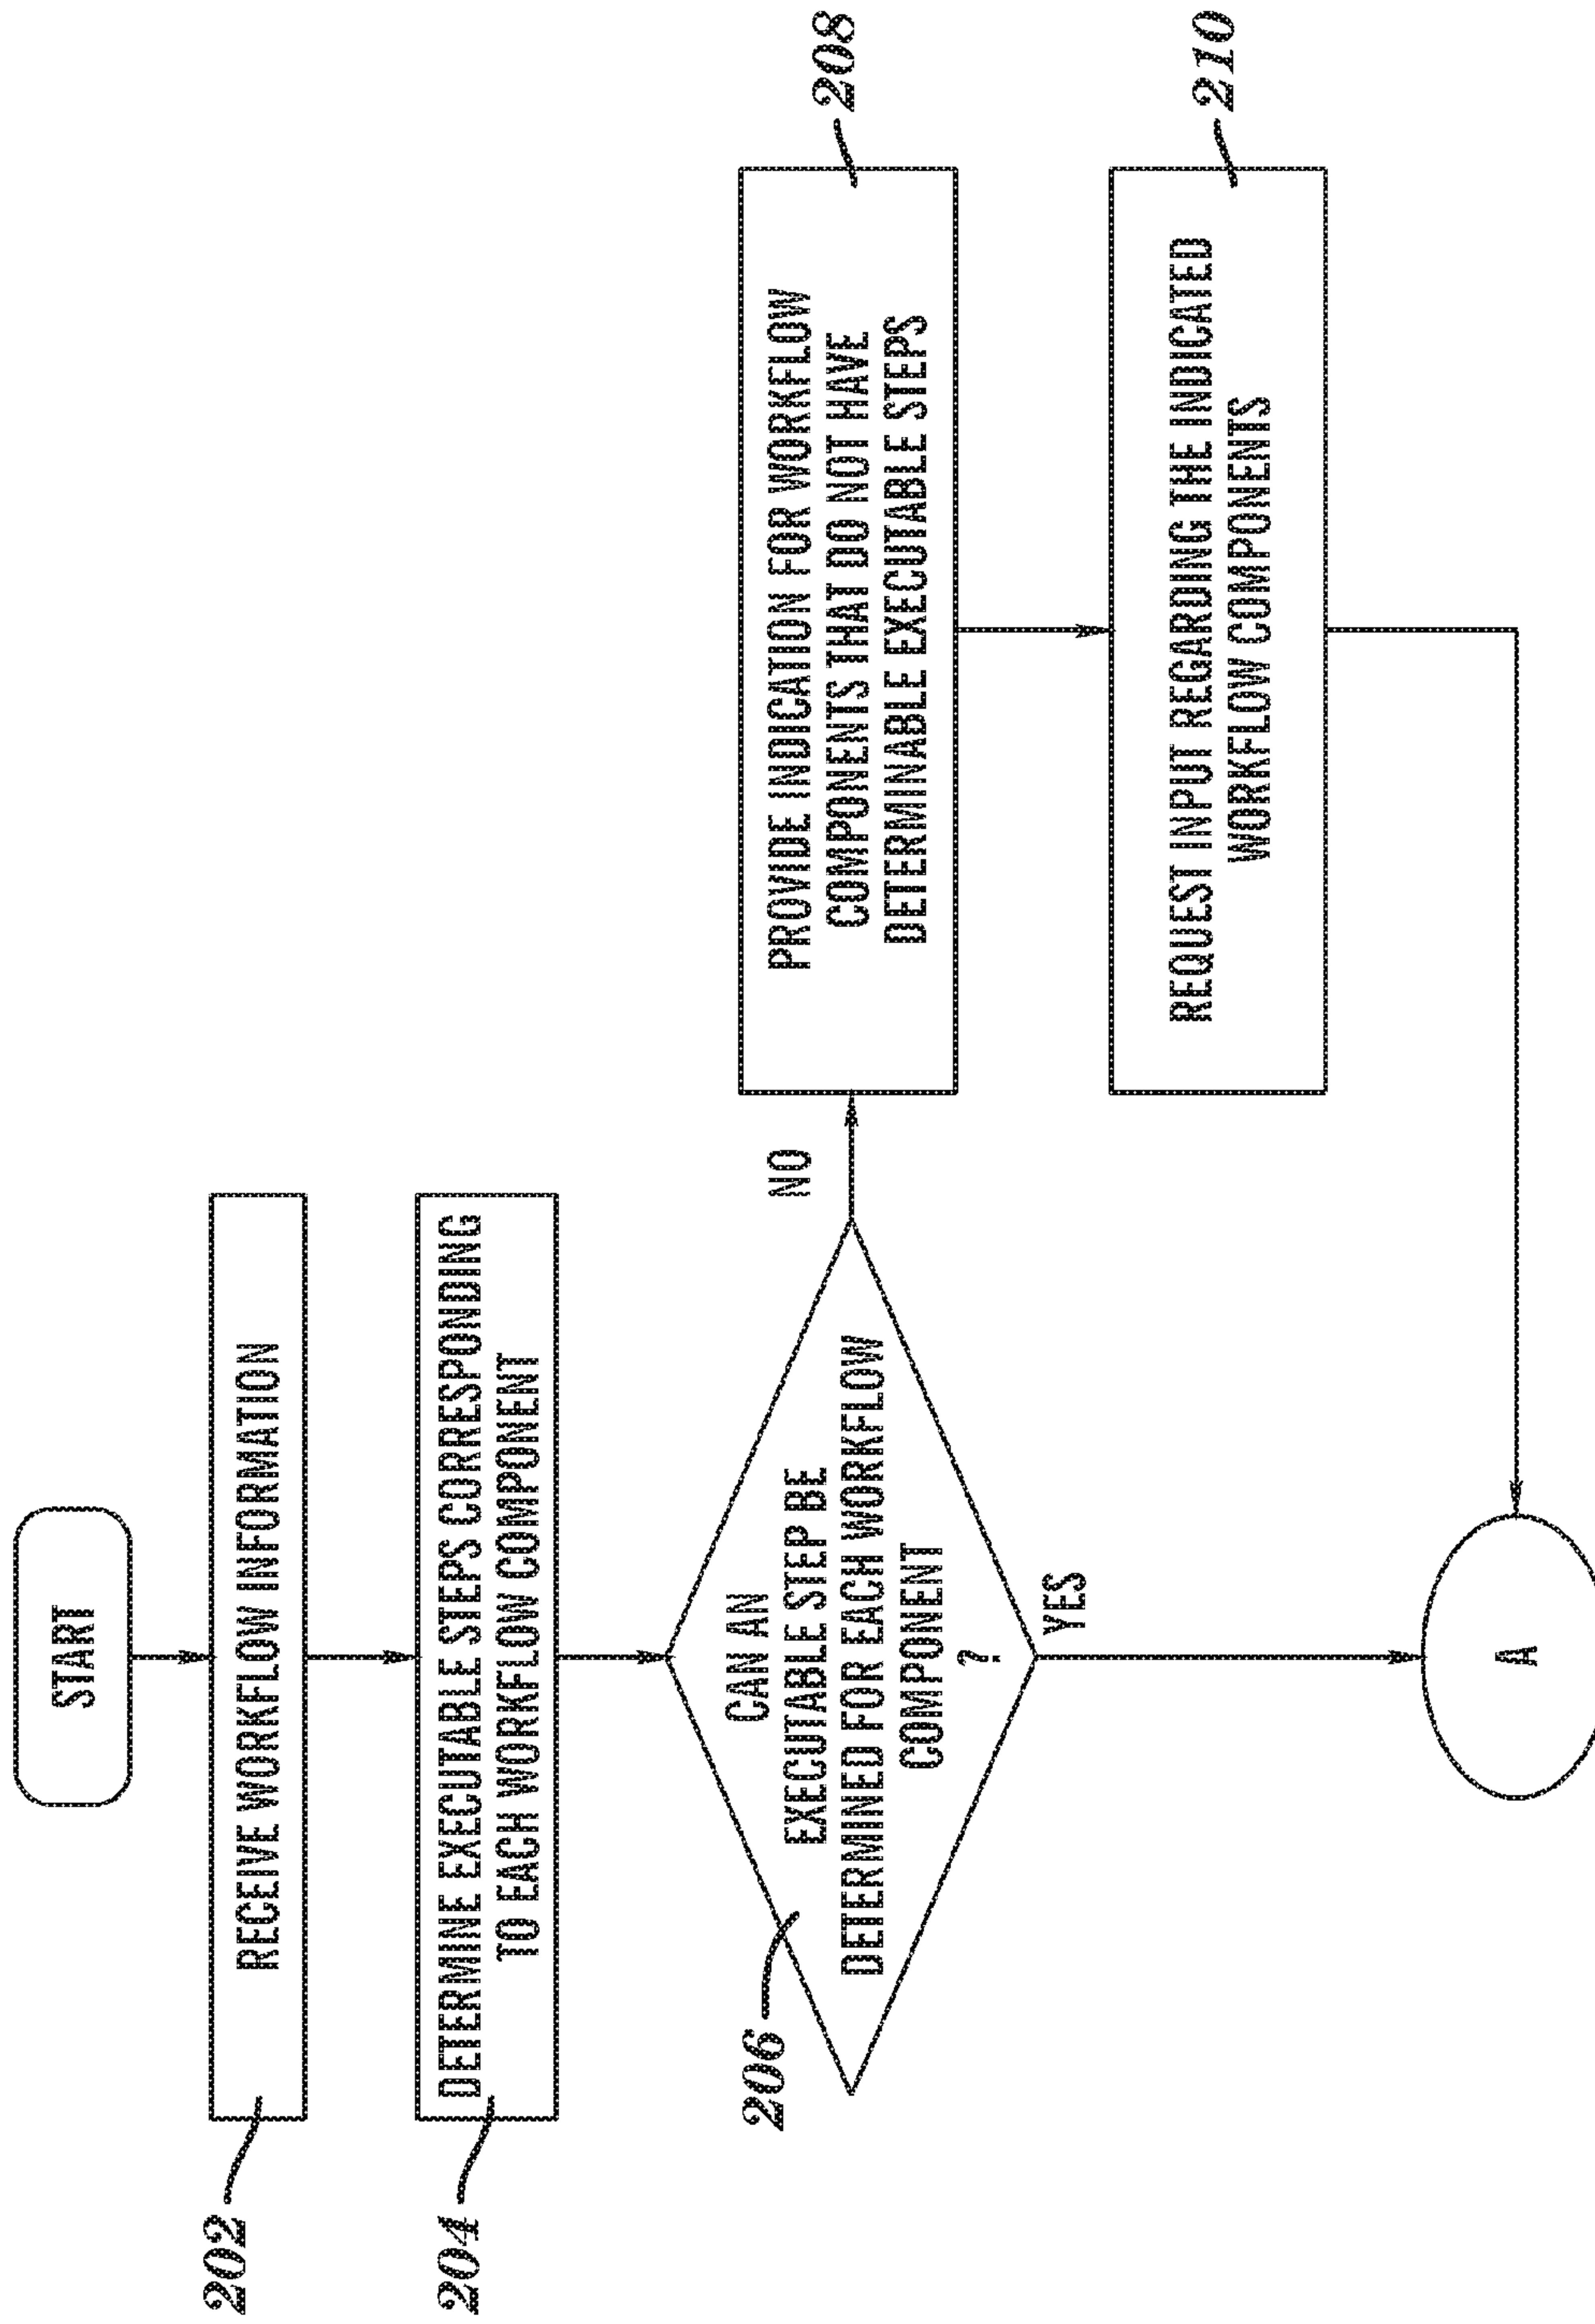 START
RECEIVE WORKFLOW INFORMATION
202
DETERMINE EXECUTABLE STEPS CORRESPONDING
TO EACH WORKFLOW COMPONENT
204
CAN AN
EXECUTABLE STEP BE
DETERMINED FOR EACH WORKFLOW
COMPONENT
?
206
NO
YES
PROVIDE INDICATION FOR WORKFLOW
COMPONENTS THAT DO NOT HAVE
DETERMINABLE EXECUTABLE STEPS
208
REQUEST INPUT REGARDING THE INDICATED
WORKFLOW COMPONENTS
210
A